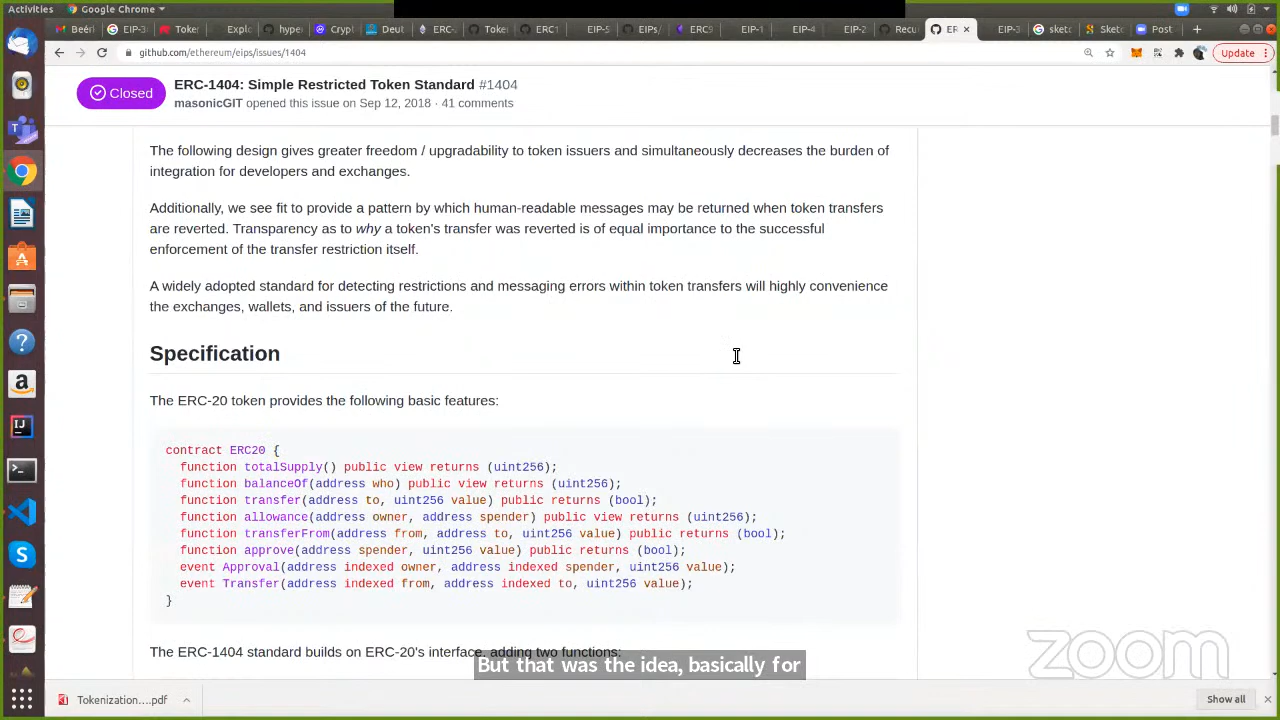 Activities
Google Chrome
Beéri
EIP-3
Token
Explo
hype
Crypt
Deut
ERC-
Toke
ERC1
EIP-5
EIPs/
ERC9
EIP-1
EIP-4
EIP-2
Recu
ER
EIP-3
sketc
Sketc
Post
github.com/ethereum/eips/issues/1404
Update
Closed
ERC-1404: Simple Restricted Token Standard #1404
masonicGIT opened this issue on Sep 12, 2018 · 41 comments
The following design gives greater freedom / upgradability to token issuers and simultaneously decreases the burden of
integration for developers and exchanges.
Additionally, we see fit to provide a pattern by which human-readable messages may be returned when token transfers
are reverted. Transparency as to why a token's transfer was reverted is of equal importance to the successful
enforcement of the transfer restriction itself.
A widely adopted standard for detecting restrictions and messaging errors within token transfers will highly convenience
the exchanges, wallets, and issuers of the future.
Specification
The ERC-20 token provides the following basic features:
contract ERC20 {
function totalSupply() public view returns (uint256);
function balanceOf(address who) public view returns (uint256);
function transfer(address to, uint256 value) public returns (bool);
function allowance(address owner, address spender) public view returns (uint256);
function transferFrom(address from, address to, uint256 value) public returns (bool);
function approve(address spender, uint256 value) public returns (bool);
event Approval(address indexed owner, address indexed spender, uint256 value);
event Transfer(address indexed from, address indexed to, uint256 value);
}
The ERC-1404 standard builds on ERC-20's interface, adding two functions:
But that was the idea, basically for
zoom
Tokenization....pdf
Show all